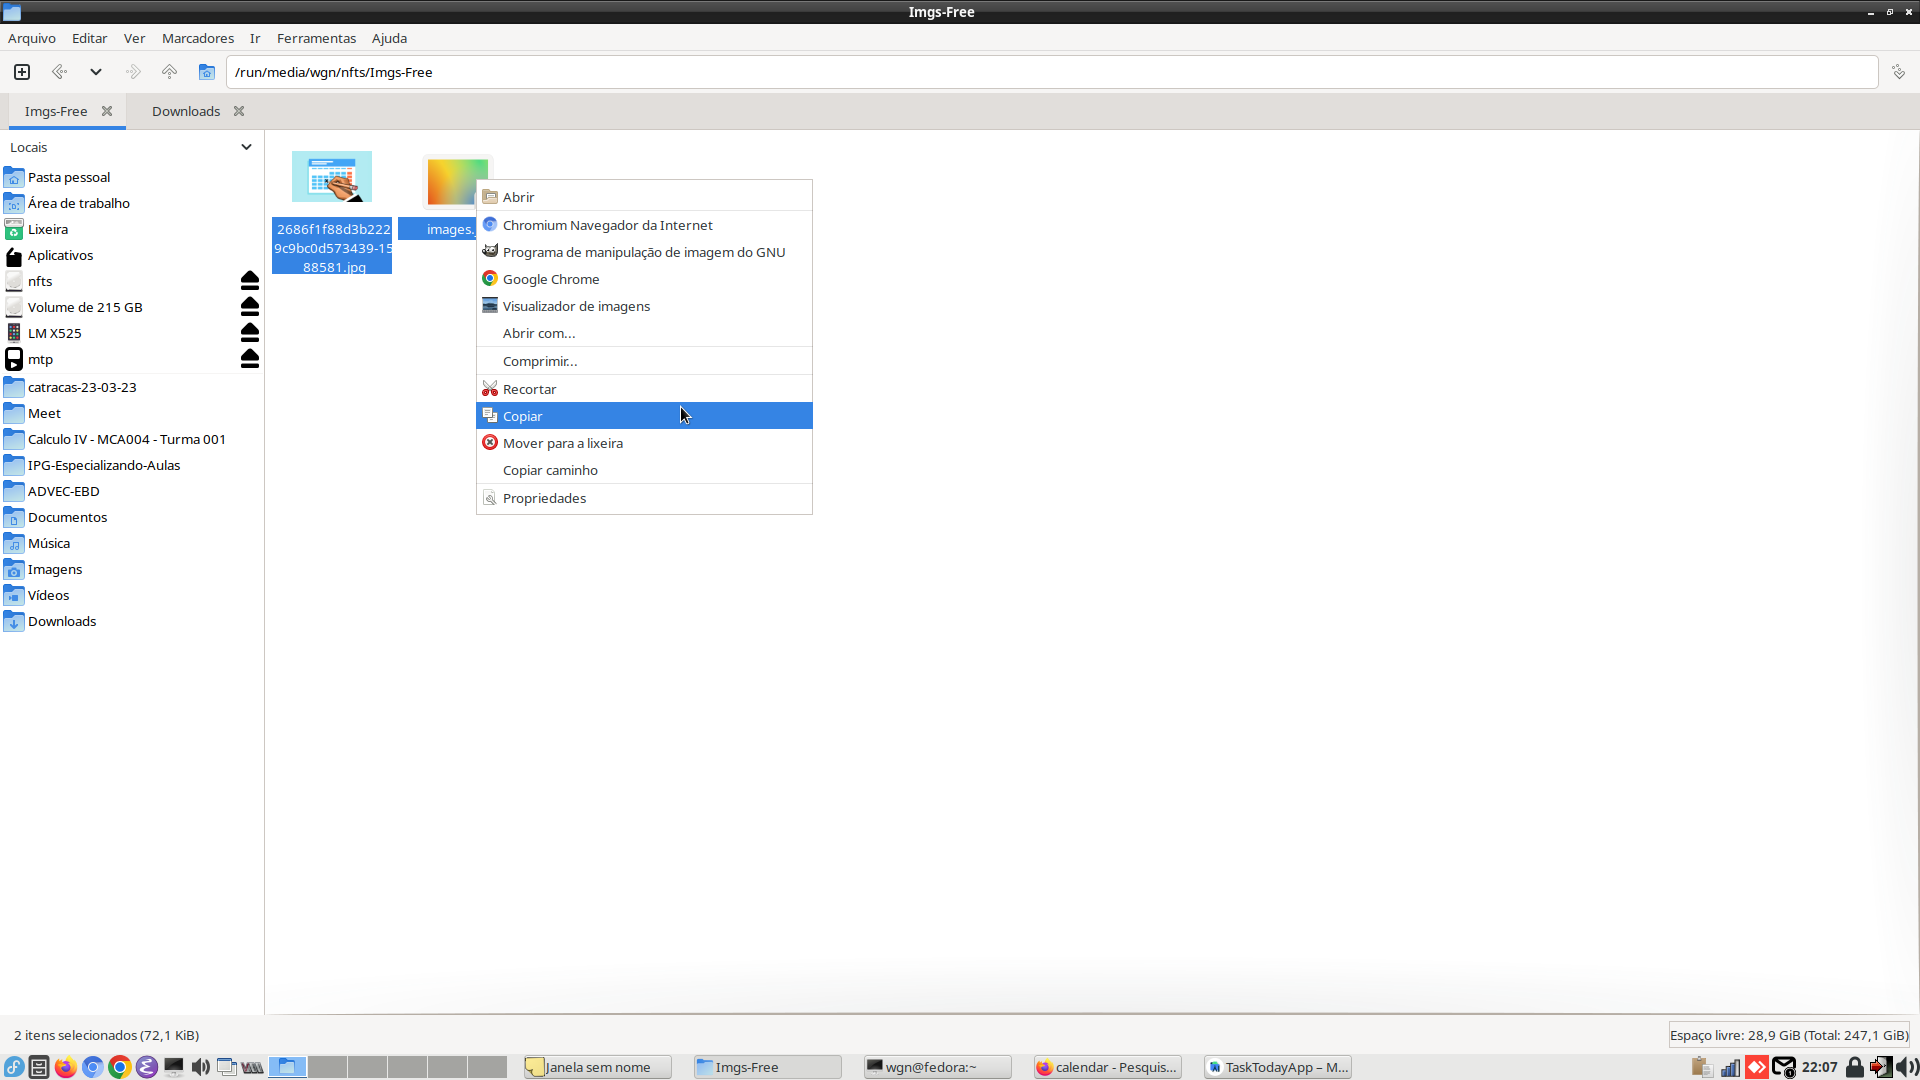 Imgs-Free
Arquivo Editar Ver Marcadores Ir Ferramentas Ajuda
/run/media/wgn/nfts/Imgs-Free
Imgs-Free Downloads
Locais
Pasta pessoal
Área de trabalho
Lixeira
Aplicativos
nfts
Volume de 215 GB
LM X525
mtp
catracas-23-03-23
Meet
Calculo IV - MCA004 - Turma 001
IPG-Especializando-Aulas
ADVEC-EBD
Documentos
Música
Imagens
Vídeos
Downloads
2686f1f88d3b222
9c9bc0d573439-15
88581.jpg
images.
Abrir
Chromium Navegador da Internet
Programa de manipulação de imagem do GNU
Google Chrome
Visualizador de imagens
Abrir com...
Comprimir...
Recortar
Copiar
Mover para a lixeira
Copiar caminho
Propriedades
2 itens selecionados (72,1 KiB)
Espaço livre: 28,9 GiB (Total: 247,1 GiB)
Janela sem nome
Imgs-Free
wgn@fedora:~
calendar - Pesquis...
TaskTodayApp – M...
22:07